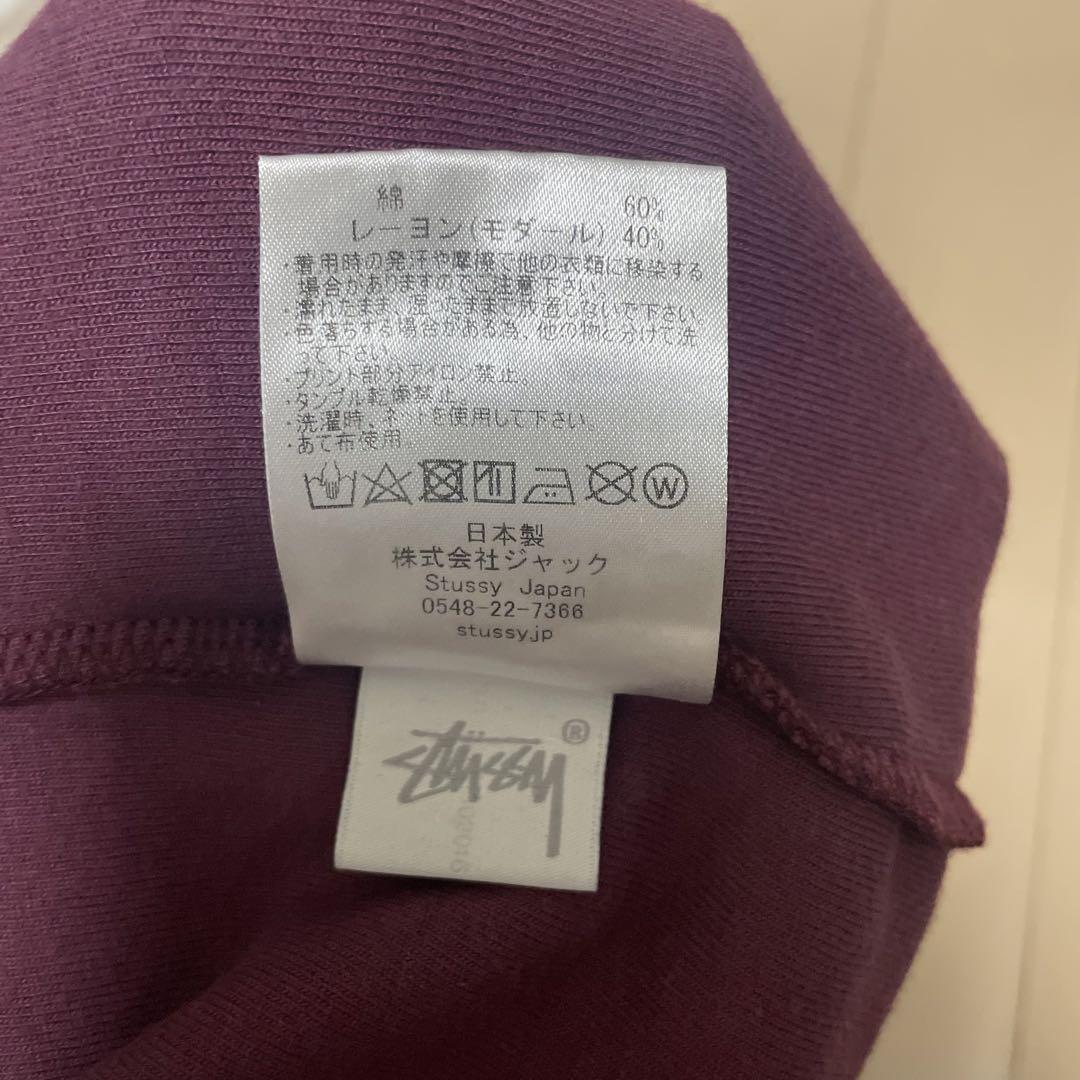 綿 60%
レーヨン(モダール) 40%
・着用時の発汗や摩擦で他の衣類に移染する
場合がありますのでご注意下さい。
・濡れたまま、湿ったままで放置しないで下さい。
・色落ちする場合がある為、他の物と分けて洗
って下さい。
・プリント部分アイロン禁止。
・タンブル乾燥禁止。
・洗濯時、ネットを使用して下さい。
・あて布使用。
W
日本製
株式会社ジャック
Stussy Japan
0548-22-7366
stussy.jp
STÜSSY ®